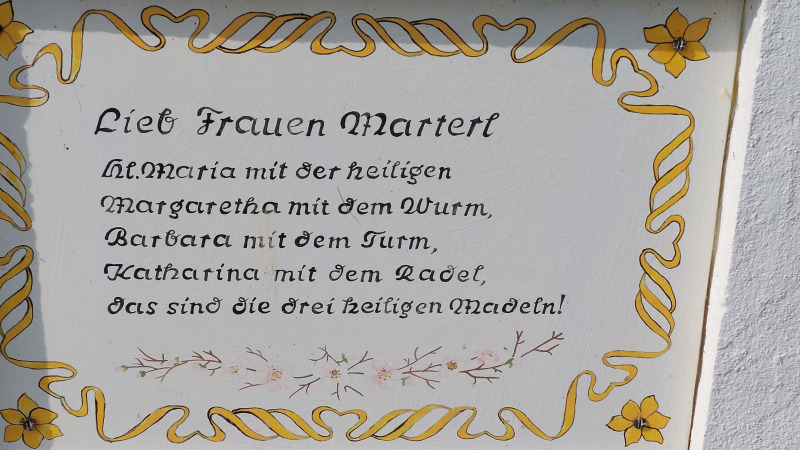 Lieb Frauen Marterl
Hl. Maria mit der heiligen
Margaretha mit dem Wurm,
Barbara mit dem Turm,
Katharina mit dem Radel,
das sind die drei heiligen Madeln!